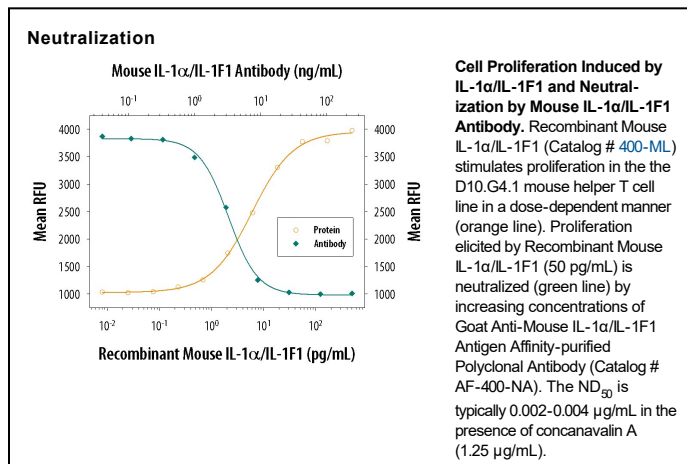 Neutralization
Mouse IL-1α/IL-1F1 Antibody (ng/mL)
10⁻¹ 10⁰ 10¹ 10²
4000 4000
3500 3500
3000 3000
2500 2500
2000 2000
1500 1500
1000 1000
Mean RFU
Mean RFU
Protein
Antibody
10⁻² 10⁻¹ 10⁰ 10¹ 10²
Recombinant Mouse IL-1α/IL-1F1 (pg/mL)
Cell Proliferation Induced by
IL-1α/IL-1F1 and Neutral-
ization by Mouse IL-1α/IL-1F1
Antibody. Recombinant Mouse
IL-1α/IL-1F1 (Catalog # 400-ML)
stimulates proliferation in the the
D10.G4.1 mouse helper T cell
line in a dose-dependent manner
(orange line). Proliferation
elicited by Recombinant Mouse
IL-1α/IL-1F1 (50 pg/mL) is
neutralized (green line) by
increasing concentrations of
Goat Anti-Mouse IL-1α/IL-1F1
Antigen Affinity-purified
Polyclonal Antibody (Catalog #
AF-400-NA). The ND₅₀ is
typically 0.002-0.004 µg/mL in the
presence of concanavalin A
(1.25 µg/mL).